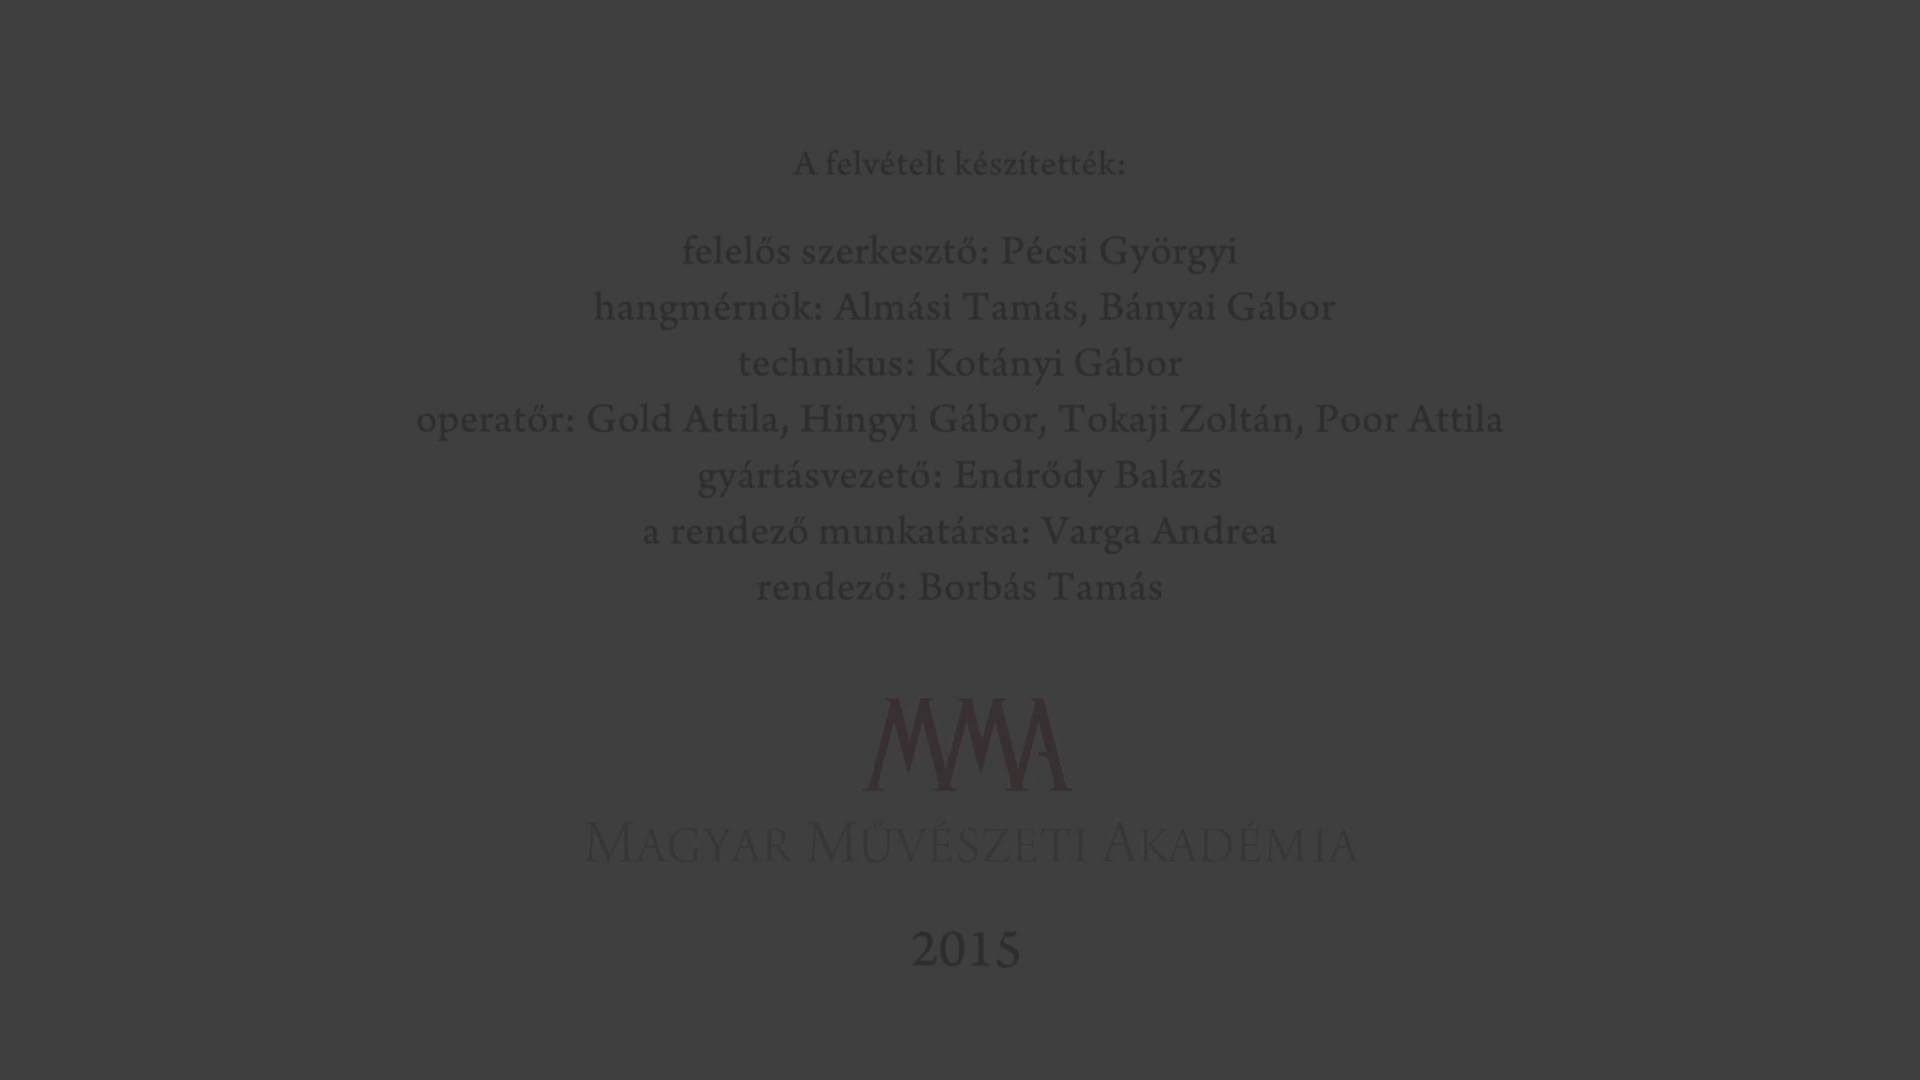 A felvételt készítették:
felelős szerkesztő: Pécsi Györgyi
hangmérnök: Almási Tamás, Bányai Gábor
technikus: Kotányi Gábor
operatőr: Gold Attila, Hingyi Gábor, Tokaji Zoltán, Poor Attila
gyártásvezető: Endrődy Balázs
a rendező munkatársa: Varga Andrea
rendező: Borbás Tamás
MMA
MAGYAR MŰVÉSZETI AKADÉMIA
2015